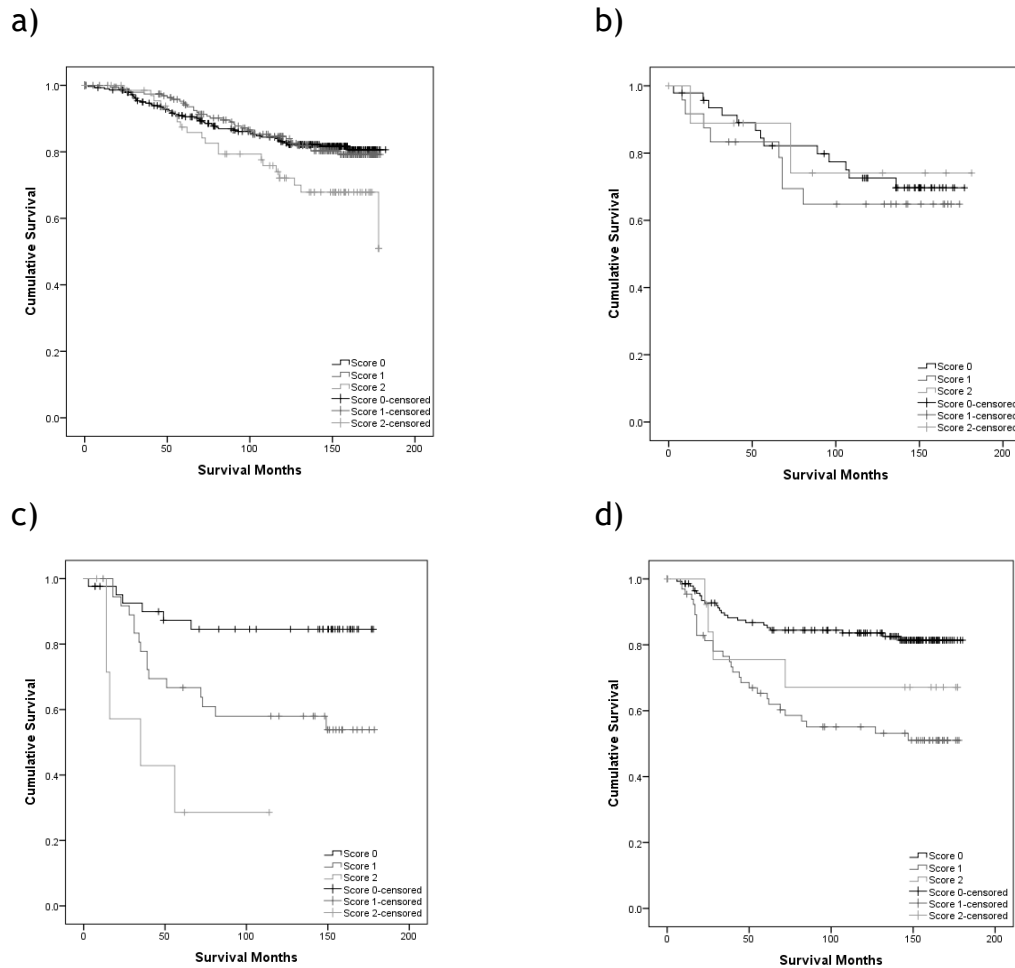 a)
Cumulative Survival
1.0
0.8
0.6
0.4
0.2
0.0
Score 0
Score 1
Score 2
Score 0-censored
Score 1-censored
Score 2-censored
0 50 100 150 200
Survival Months
b)
Cumulative Survival
1.0
0.8
0.6
0.4
0.2
0.0
Score 0
Score 1
Score 2
Score 0-censored
Score 1-censored
Score 2-censored
0 50 100 150 200
Survival Months
c)
Cumulative Survival
1.0
0.8
0.6
0.4
0.2
0.0
Score 0
Score 1
Score 2
Score 0-censored
Score 1-censored
Score 2-censored
0 50 100 150 200
Survival Months
d)
Cumulative Survival
1.0
0.8
0.6
0.4
0.2
0.0
Score 0
Score 1
Score 2
Score 0-censored
Score 1-censored
Score 2-censored
0 50 100 150 200
Survival Months